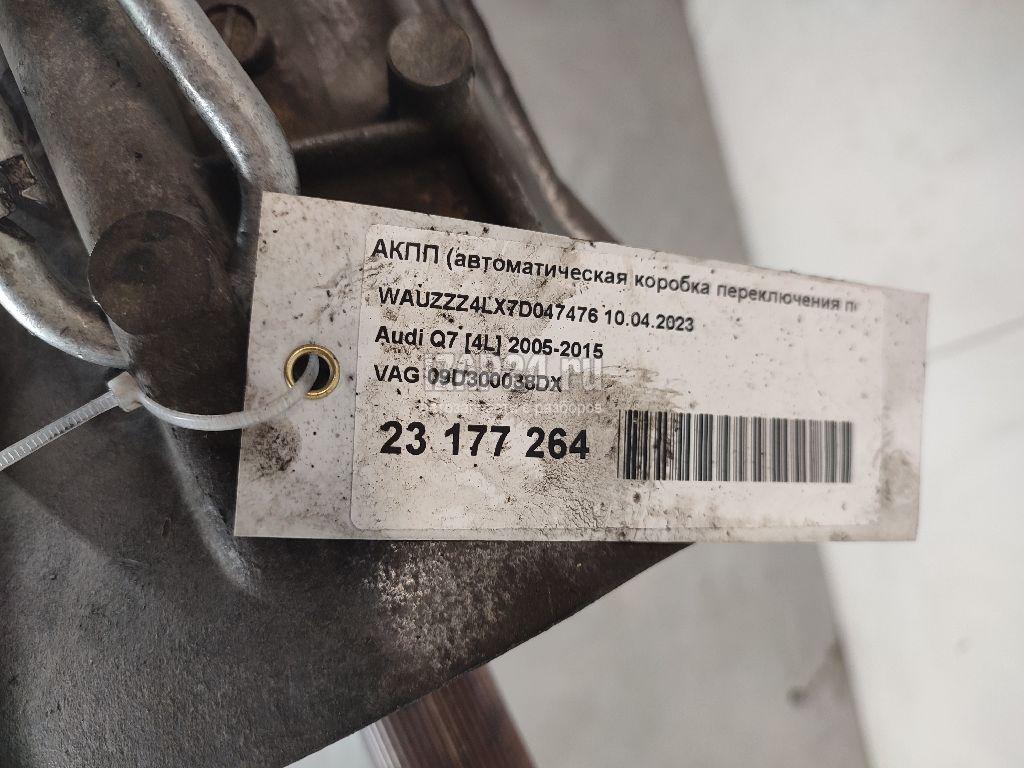 АКПП (автоматическая коробка переключения
WAUZZZ4LX7D047476 10.04.2023
Audi Q7 [4L] 2005-2015
VAG 09D300038DX
23 177 264